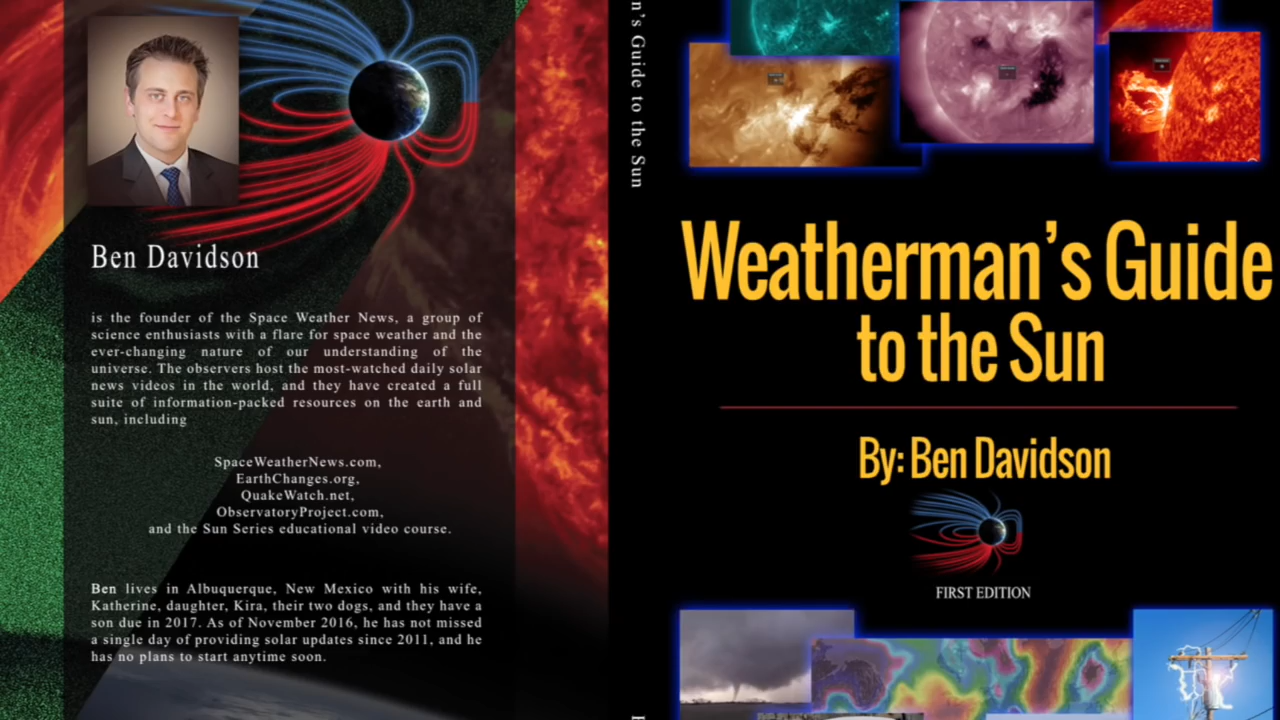 Ben Davidson
is the founder of the Space Weather News, a group of
science enthusiasts with a flare for space weather and the
ever-changing nature of our understanding of the
universe. The observers host the most-watched daily solar
news videos in the world, and they have created a full
suite of information-packed resources on the earth and
sun, including
SpaceWeatherNews.com,
EarthChanges.org,
QuakeWatch.net,
ObservatoryProject.com,
and the Sun Series educational video course.
Ben lives in Albuquerque, New Mexico with his wife,
Katherine, daughter, Kira, their two dogs, and they have a
son due in 2017. As of November 2016, he has not missed
a single day of providing solar updates since 2011, and he
has no plans to start anytime soon.
n's Guide to the Sun
Weatherman's Guide
to the Sun
By: Ben Davidson
FIRST EDITION